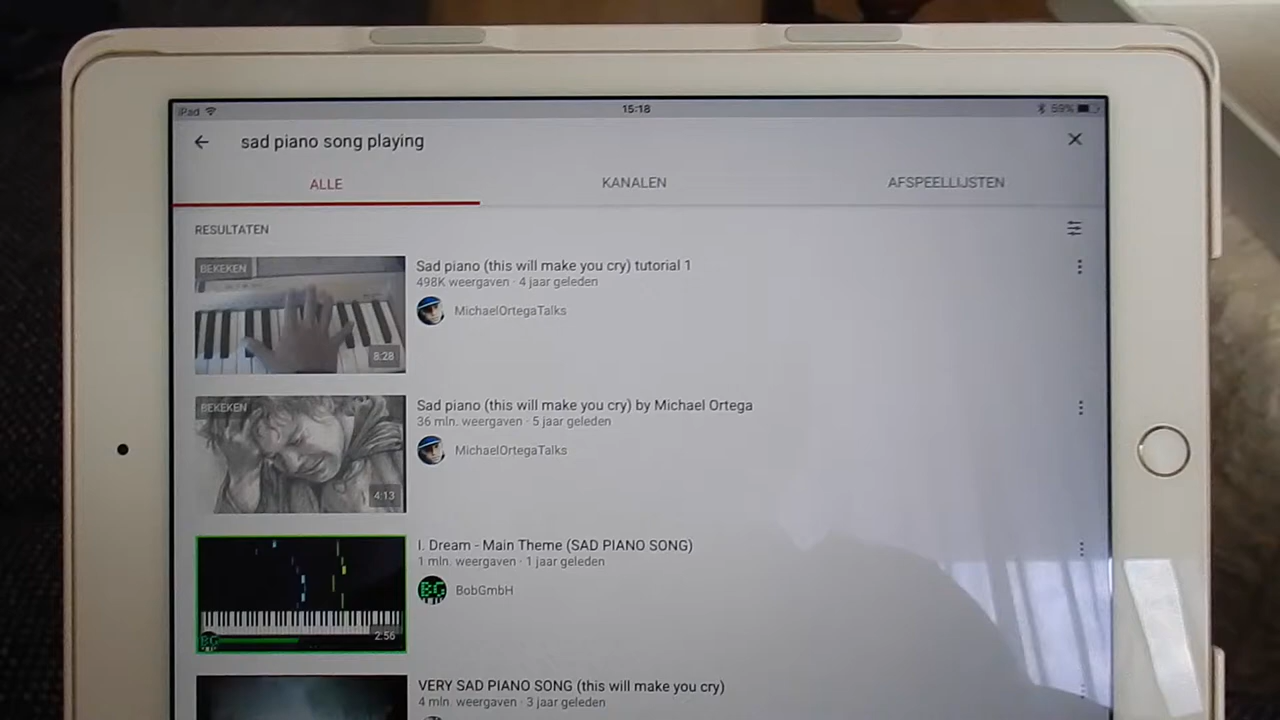 iPad
15:18
59%
sad piano song playing
ALLE
KANALEN
AFSPEELLIJSTEN
RESULTATEN
BEKEKEN
8:28
Sad piano (this will make you cry) tutorial 1
498K weergaven · 4 jaar geleden
MichaelOrtegaTalks
BEKEKEN
4:13
Sad piano (this will make you cry) by Michael Ortega
36 mln. weergaven · 5 jaar geleden
MichaelOrtegaTalks
BG
2:56
I. Dream - Main Theme (SAD PIANO SONG)
1 mln. weergaven · 1 jaar geleden
BG
BobGmbH
VERY SAD PIANO SONG (this will make you cry)
4 mln. weergaven · 3 jaar geleden